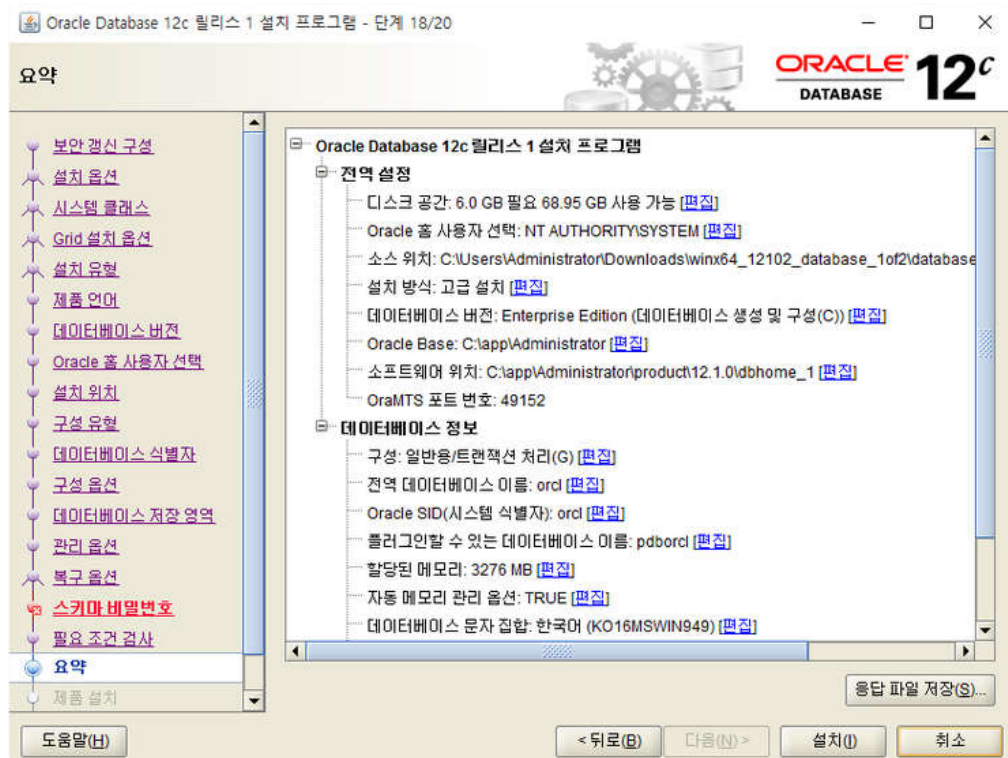 Oracle Database 12c 릴리스 1 설치 프로그램 - 단계 18/20
요약
ORACLE
DATABASE
12c
보안 갱신 구성
설치 옵션
시스템 클래스
Grid 설치 옵션
설치 유형
제품 언어
데이터베이스 버전
Oracle 홈 사용자 선택
설치 위치
구성 유형
데이터베이스 식별자
구성 옵션
데이터베이스 저장 영역
관리 옵션
복구 옵션
스키마 비밀번호
필요 조건 검사
요약
제품 설치
Oracle Database 12c 릴리스 1 설치 프로그램
전역 설정
디스크 공간: 6.0 GB 필요 68.95 GB 사용 가능 [편집]
Oracle 홈 사용자 선택: NT AUTHORITY\SYSTEM [편집]
소스 위치: C:\Users\Administrator\Downloads\winx64_12102_database_1of2\database
설치 방식: 고급 설치 [편집]
데이터베이스 버전: Enterprise Edition (데이터베이스 생성 및 구성(C)) [편집]
Oracle Base: C:\app\Administrator [편집]
소프트웨어 위치: C:\app\Administrator\product\12.1.0\dbhome_1 [편집]
OraMTS 포트 번호: 49152
데이터베이스 정보
구성: 일반용/트랜잭션 처리(G) [편집]
전역 데이터베이스 이름: orcl [편집]
Oracle SID(시스템 식별자): orcl [편집]
플러그인할 수 있는 데이터베이스 이름: pdborcl [편집]
할당된 메모리: 3276 MB [편집]
자동 메모리 관리 옵션: TRUE [편집]
데이터베이스 문자 집합: 한국어 (KO16MSWIN949) [편집]
응답 파일 저장(S)...
도움말(H)
< 뒤로(B)
다음(N) >
설치(I)
취소